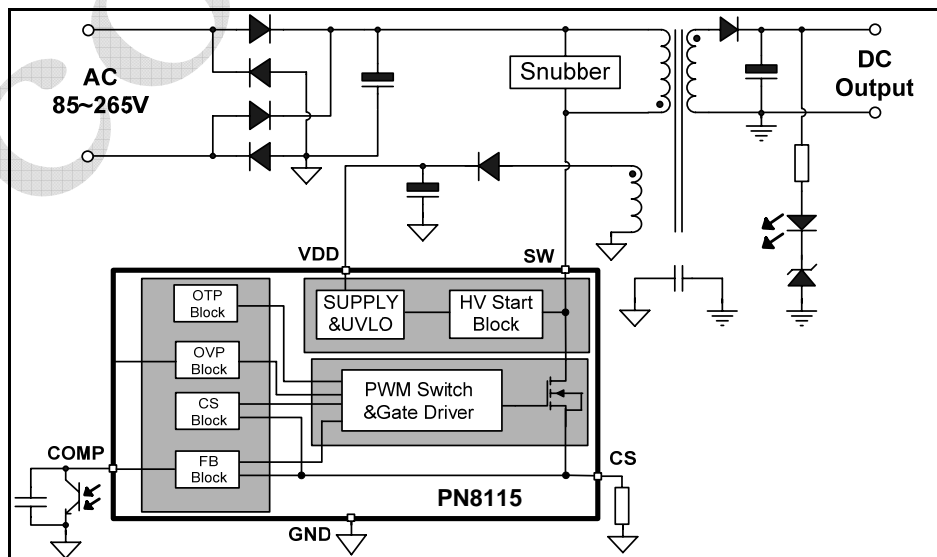 AC
85~265V
Snubber
DC
Output
VDD
SW
OTP
Block
SUPPLY
&UVLO
HV Start
Block
OVP
Block
PWM Switch
&Gate Driver
CS
Block
COMP
FB
Block
CS
PN8115
GND